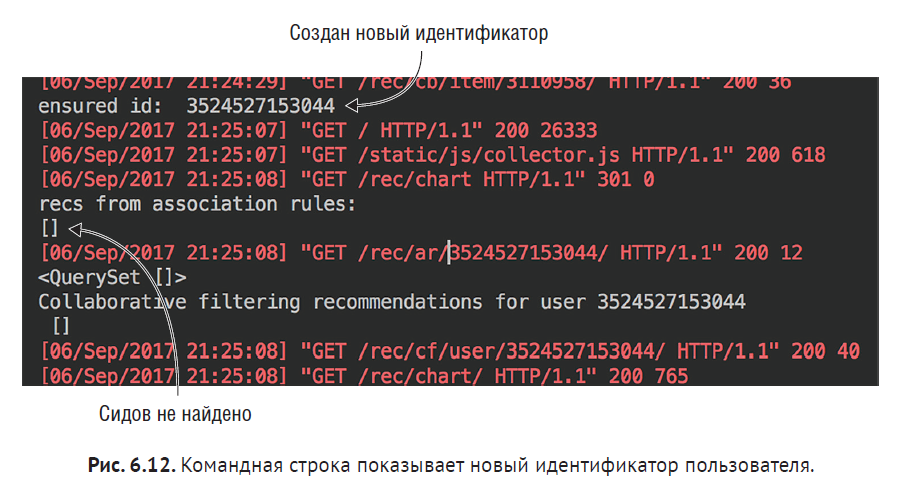 Создан новый идентификатор
[06/Sep/2017 21:24:29] "GET /rec/cb/item/3110958/ HTTP/1.1" 200 36
ensured id:  3524527153044
[06/Sep/2017 21:25:07] "GET / HTTP/1.1" 200 26333
[06/Sep/2017 21:25:07] "GET /static/js/collector.js HTTP/1.1" 200 618
[06/Sep/2017 21:25:08] "GET /rec/chart HTTP/1.1" 301 0
recs from association rules:
[]
[06/Sep/2017 21:25:08] "GET /rec/ar/3524527153044/ HTTP/1.1" 200 12
<QuerySet []>
Collaborative filtering recommendations for user 3524527153044
 []
[06/Sep/2017 21:25:08] "GET /rec/cf/user/3524527153044/ HTTP/1.1" 200 40
[06/Sep/2017 21:25:08] "GET /rec/chart/ HTTP/1.1" 200 765
Сидов не найдено
Рис. 6.12. Командная строка показывает новый идентификатор пользователя.